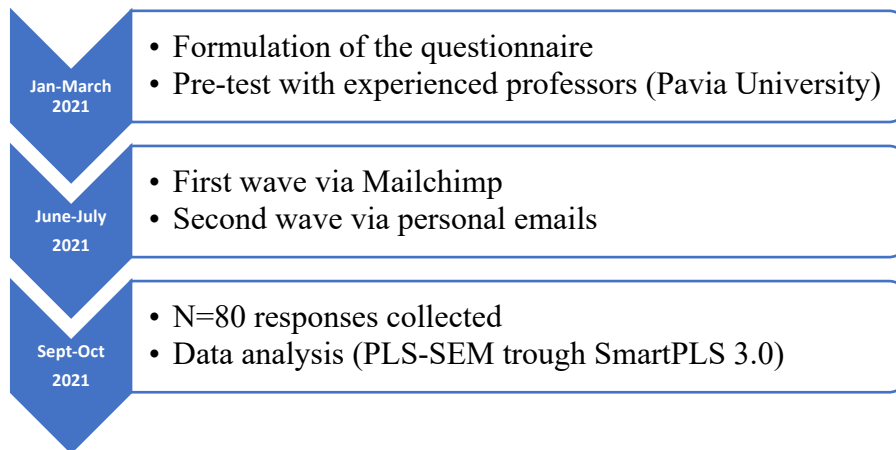 Jan-March
2021
• Formulation of the questionnaire
• Pre-test with experienced professors (Pavia University)
June-July
2021
• First wave via Mailchimp
• Second wave via personal emails
Sept-Oct
2021
• N=80 responses collected
• Data analysis (PLS-SEM trough SmartPLS 3.0)